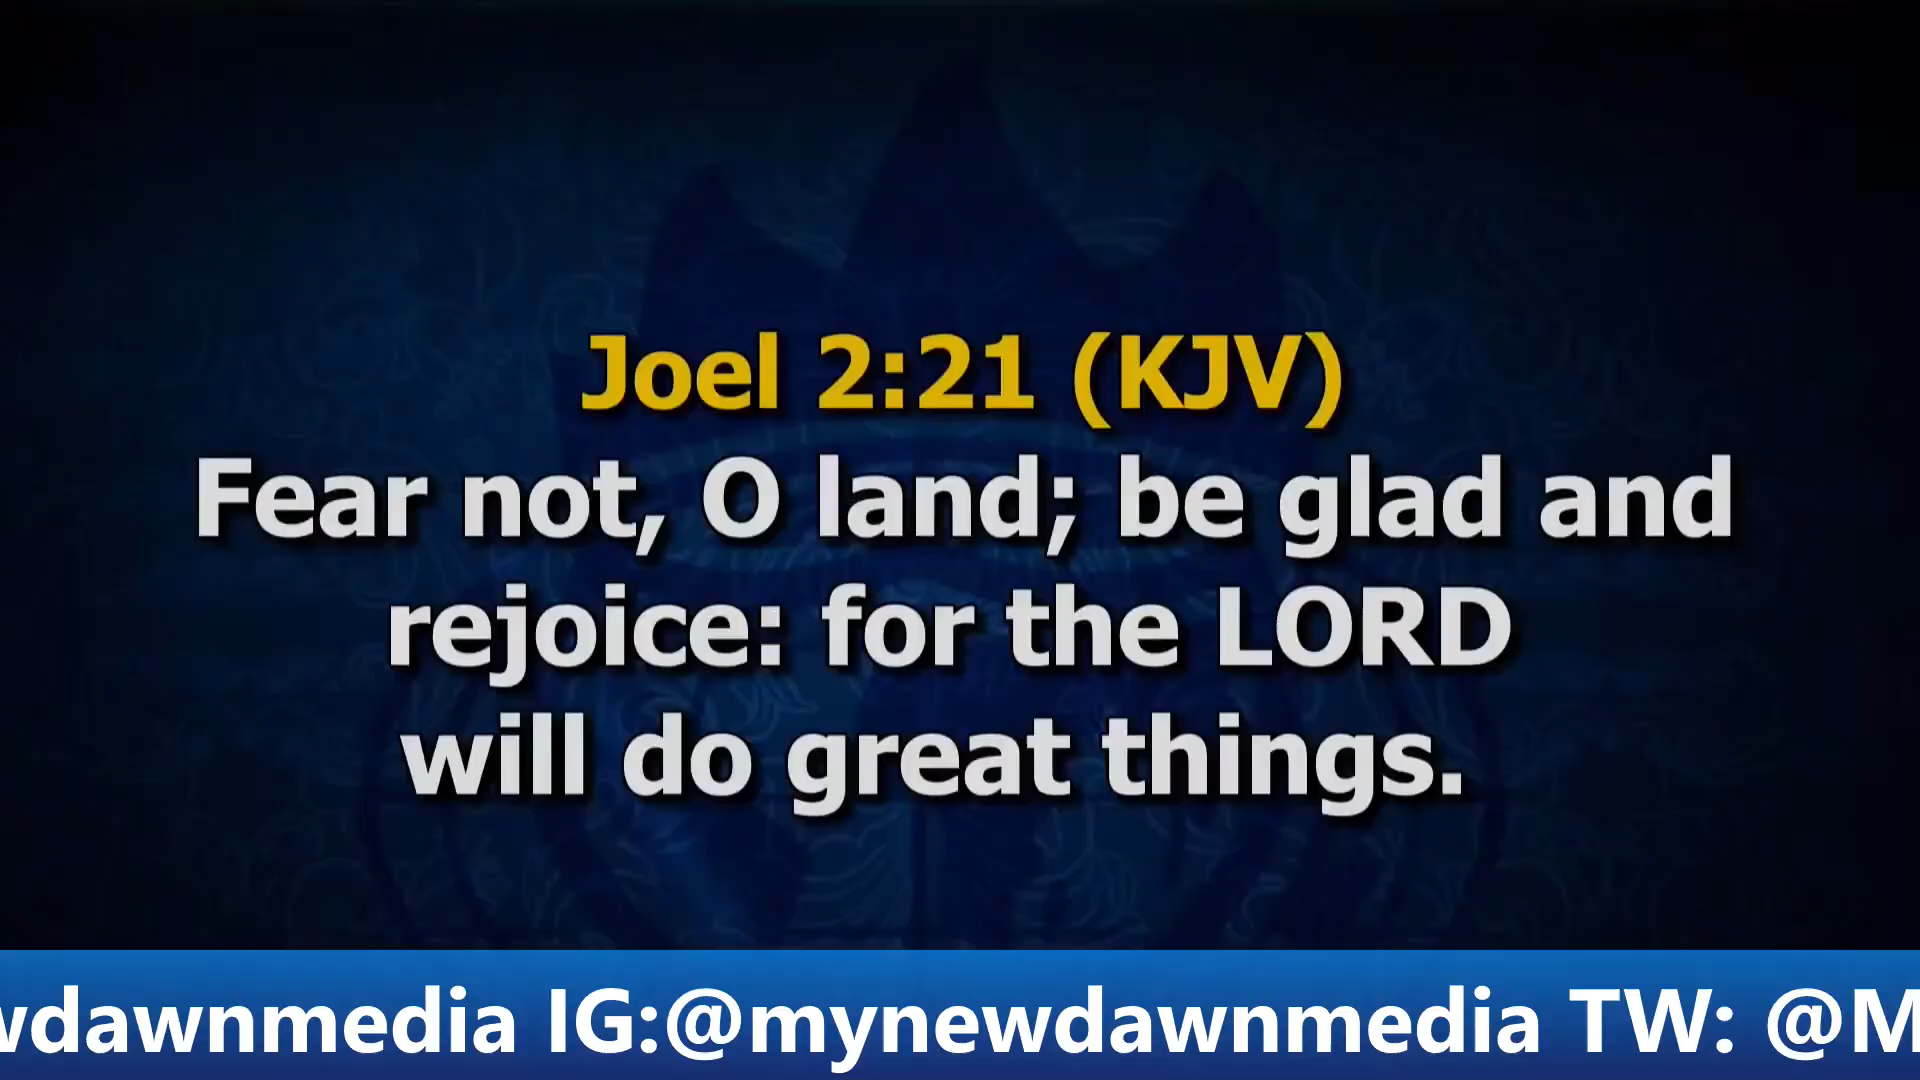 Joel 2:21 (KJV)
Fear not, O land; be glad and
rejoice: for the LORD
will do great things.
wdawnmedia IG:@mynewdawnmedia TW: @M